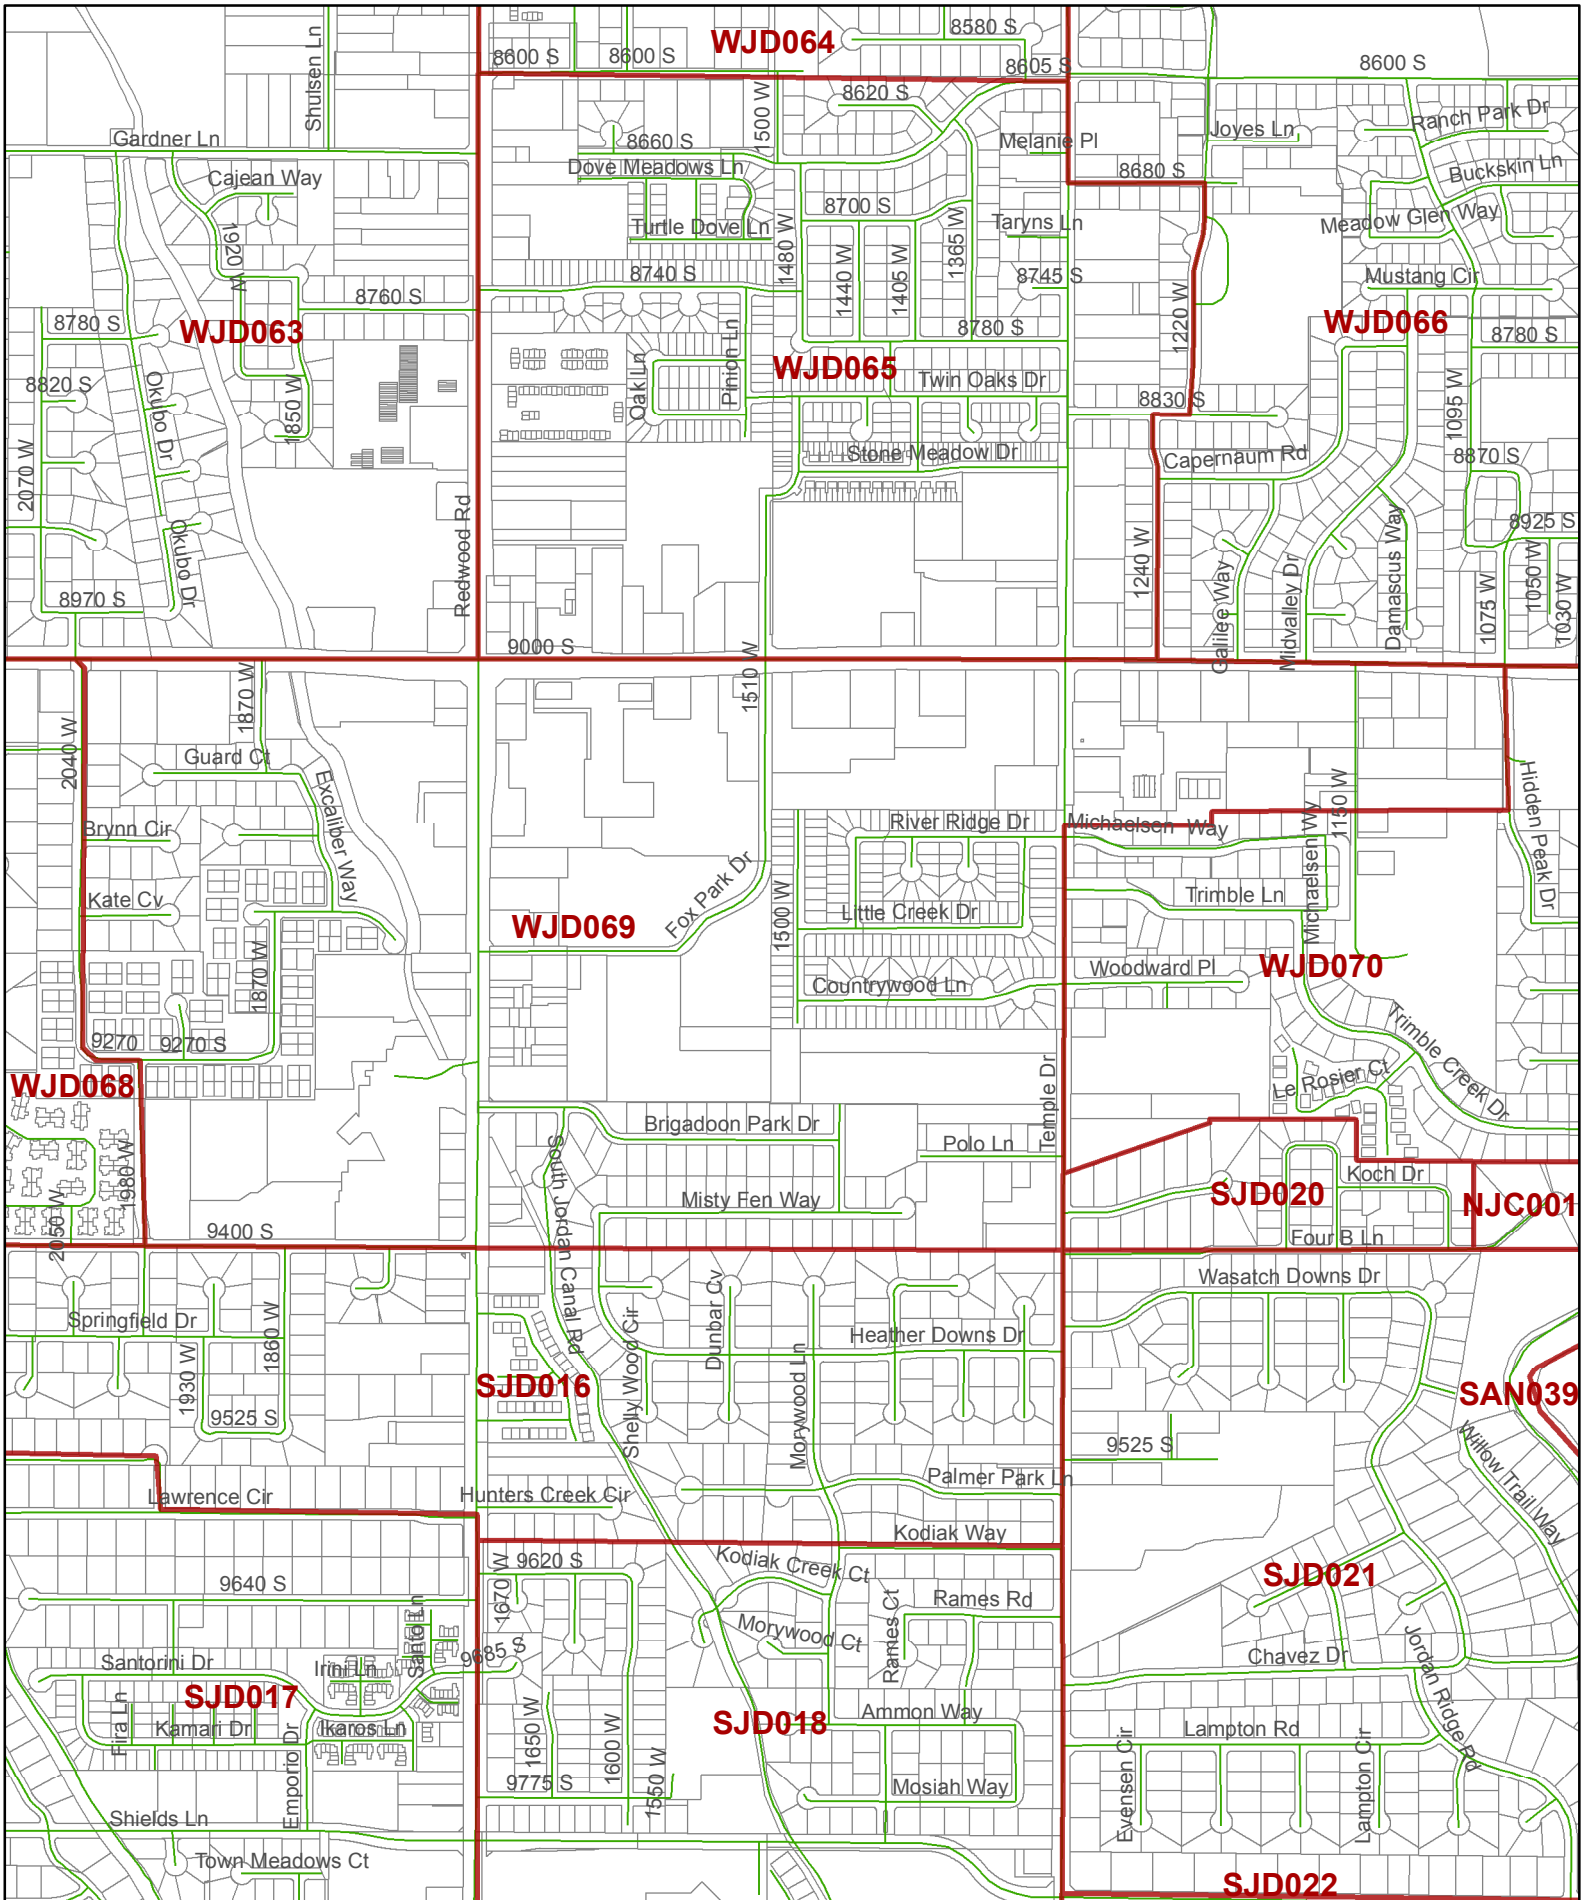 WJD064
8580 S
8600 S
8600 S
8605 S
8600 S
Shulsen Ln
1500 W
8620 S
Ranch Park Dr
Gardner Ln
8660 S
Melanie Pl
Joyes Ln
Dove Meadows Ln
8680 S
Buckskin Ln
Cajean Way
8700 S
Turtle Dove Ln
1480 W
1365 W
Taryns Ln
Meadow Glen Way
1920 W
8740 S
1440 W
1405 W
8745 S
Mustang Cir
8760 S
1220 W
8780 S
WJD063
8780 S
WJD066
8780 S
Oak Ln
Pinion Ln
WJD065
Twin Oaks Dr
8820 S
Okubo Dr
1850 W
8830 S
1095 W
2070 W
Stone Meadow Dr
Capernaum Rd
8870 S
Redwood Rd
Okubo Dr
1240 W
Damascus Way
8925 S
Galilee Way
Midvalley Dr
1075 W
1050 W
1030 W
8970 S
9000 S
1870 W
1510 W
2040 W
Guard Ct
Excaliber Way
1150 W
Hidden Peak Dr
Brynn Cir
River Ridge Dr
Michaelsen Way
Michaelsen Wy
Kate Cv
Fox Park Dr
Trimble Ln
1500 W
Little Creek Dr
WJD069
1870 W
Woodward Pl
WJD070
Countrywood Ln
9270
9270 S
Trimble Creek Dr
WJD068
Le Rosier Ct
Temple Dr
Brigadoon Park Dr
Polo Ln
South Jordan Canal Rd
1980 W
Koch Dr
Misty Fen Way
SJD020
NJC001
2050 W
9400 S
Four B Ln
Wasatch Downs Dr
Springfield Dr
1860 W
Dunbar Cv
Heather Downs Dr
1930 W
Shelly Wood Cir
Morywood Ln
SJD016
SAN039
9525 S
9525 S
Willow Trail Way
Palmer Park Ln
Lawrence Cir
Hunters Creek Cir
Kodiak Way
9620 S
Kodiak Creek Ct
9640 S
1670 W
SJD021
Rames Rd
Santo Ln
Morywood Ct
Rames Ct
9685 S
Chavez Dr
Jordan Ridge Rd
Santorini Dr
Irini Ln
SJD017
Fira Ln
Kamari Dr
Emporio Dr
Ikaros Ln
1650 W
1600 W
SJD018
Ammon Way
Lampton Rd
9775 S
1550 W
Mosiah Way
Evensen Cir
Lampton Cir
Shields Ln
Town Meadows Ct
SJD022